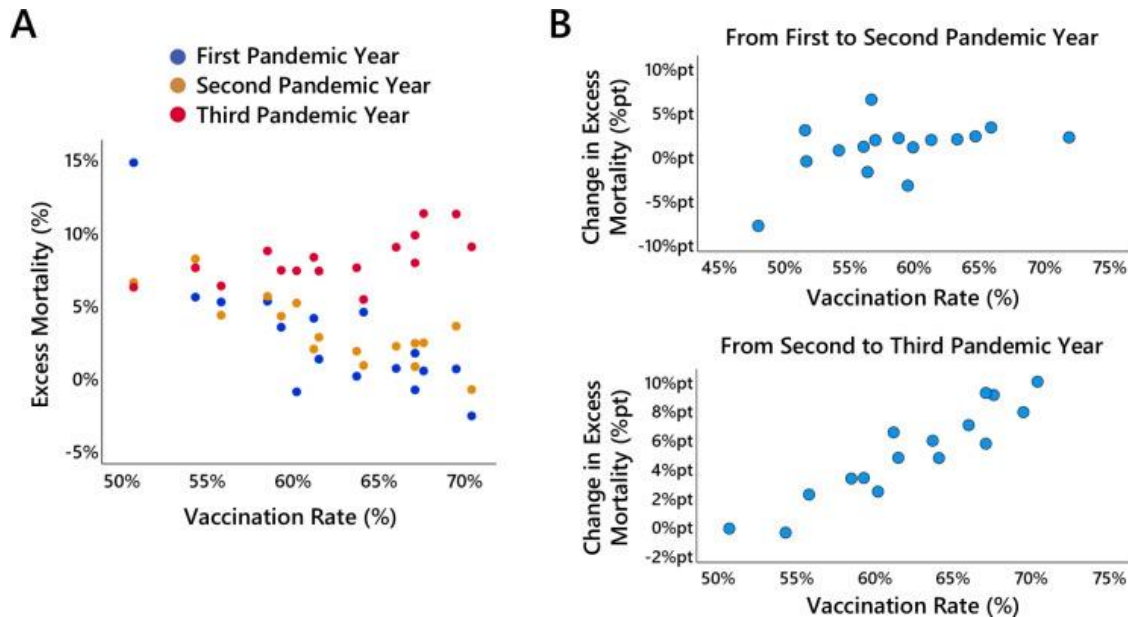 A
First Pandemic Year
Second Pandemic Year
Third Pandemic Year
Excess Mortality (%)
15%
10%
5%
0%
-5%
50%
55%
60%
65%
70%
Vaccination Rate (%)
B
From First to Second Pandemic Year
Change in Excess
Mortality (%pt)
10%pt
5%pt
0%pt
-5%pt
-10%pt
45%
50%
55%
60%
65%
70%
75%
Vaccination Rate (%)
From Second to Third Pandemic Year
Change in Excess
Mortality (%pt)
10%pt
8%pt
6%pt
4%pt
2%pt
0%pt
-2%pt
50%
55%
60%
65%
70%
75%
Vaccination Rate (%)